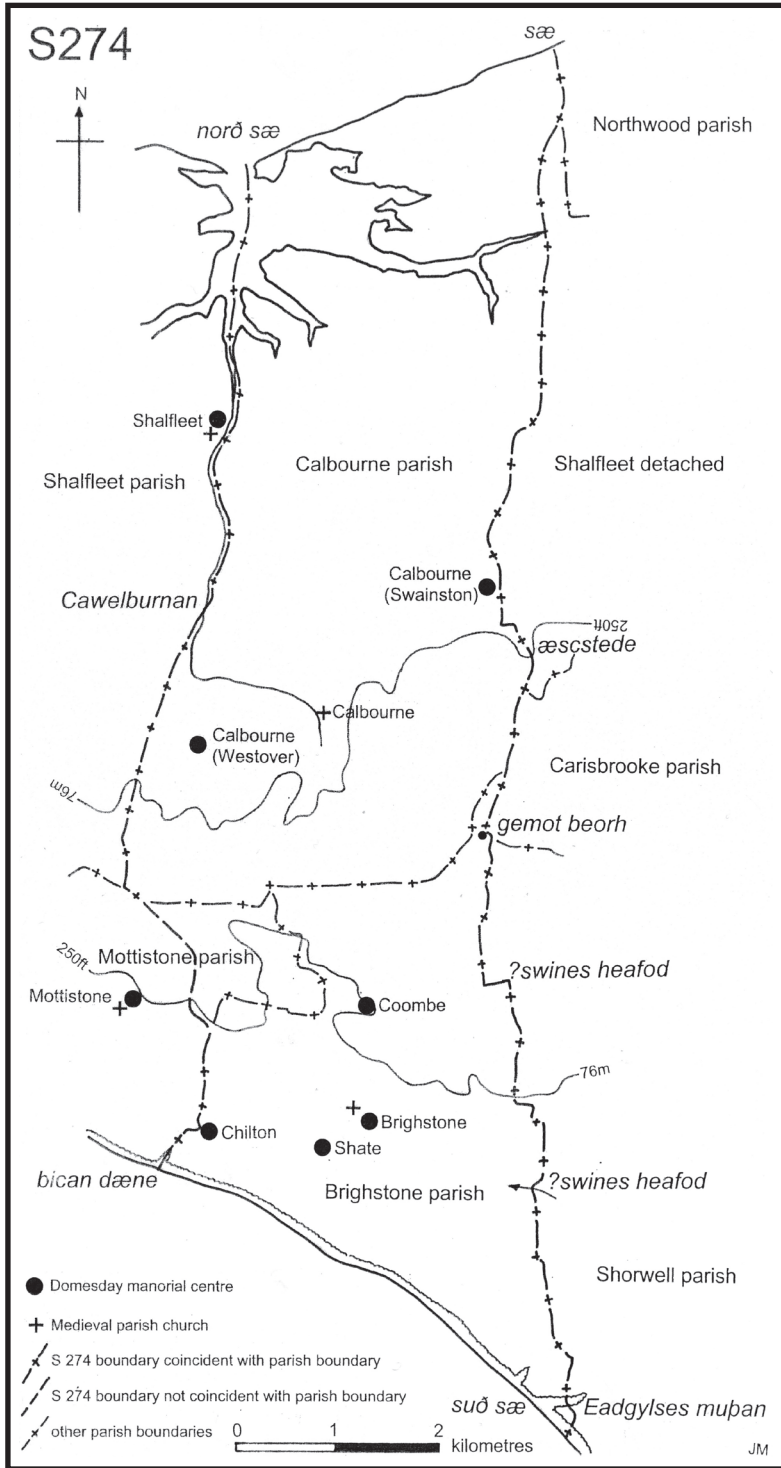 S274
N
sæ
norð sæ
Northwood parish
Shalfleet
Shalfleet parish
Calbourne parish
Shalfleet detached
Cawelburnan
Calbourne
(Swainston)
250ft
æscstede
Calbourne
Calbourne
(Westover)
76m
Carisbrooke parish
gemot beorh
Mottistone parish
250ft
?swines heafod
Mottistone
Coombe
76m
Brighstone
Chilton
Shate
bican dæne
Brighstone parish
?swines heafod
Shorwell parish
Domesday manorial centre
Medieval parish church
S 274 boundary coincident with parish boundary
S 274 boundary not coincident with parish boundary
other parish boundaries
suð sæ
Eadgylses muþan
0 1 2
kilometres
JM